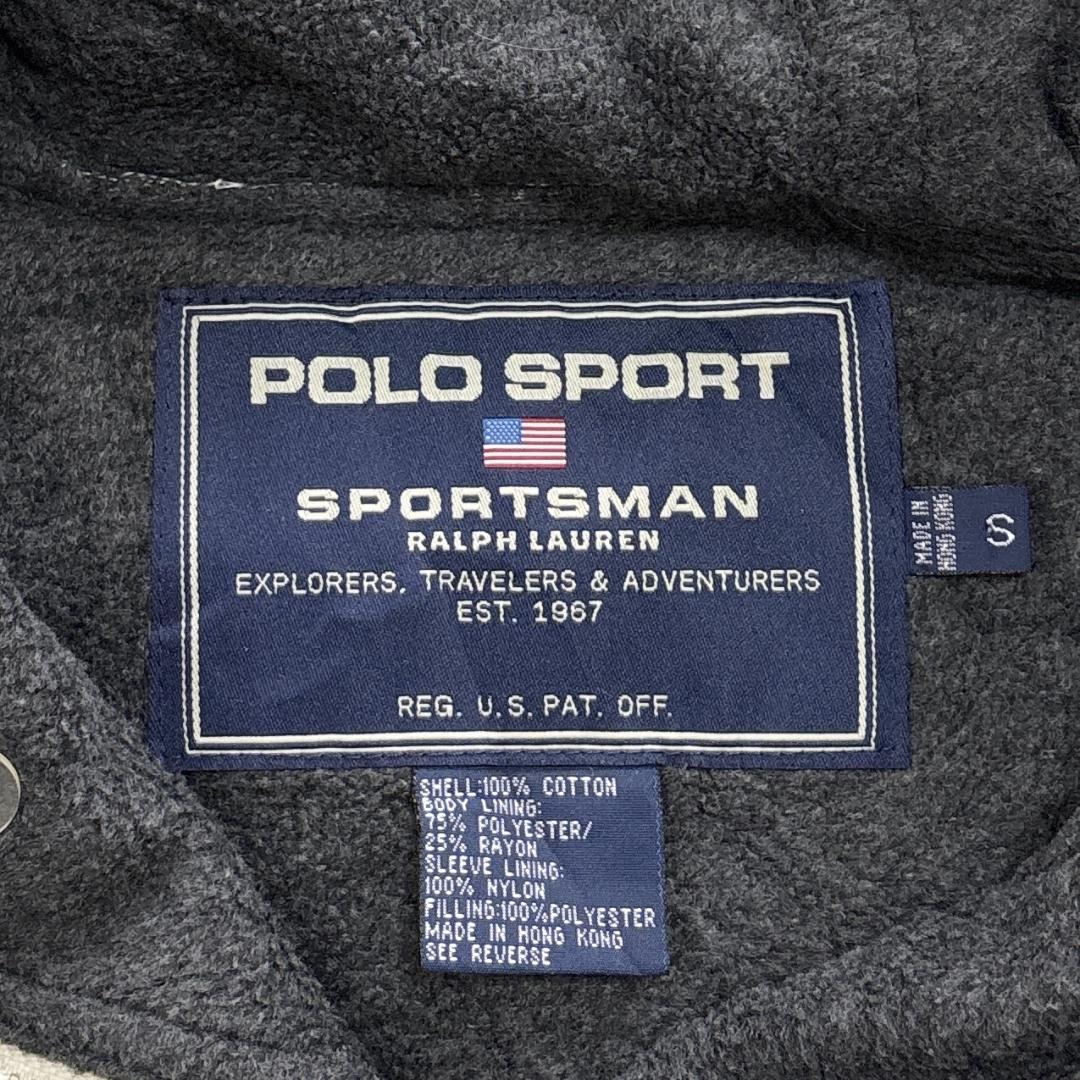 POLO SPORT
SPORTSMAN
RALPH LAUREN
EXPLORERS, TRAVELERS & ADVENTURERS
EST. 1967
REG. U.S. PAT. OFF.
MADE IN
HONG KONG
S
SHELL:100% COTTON
BODY LINING:
75% POLYESTER/
25% RAYON
SLEEVE LINING:
100% NYLON
FILLING:100%POLYESTER
MADE IN HONG KONG
SEE REVERSE